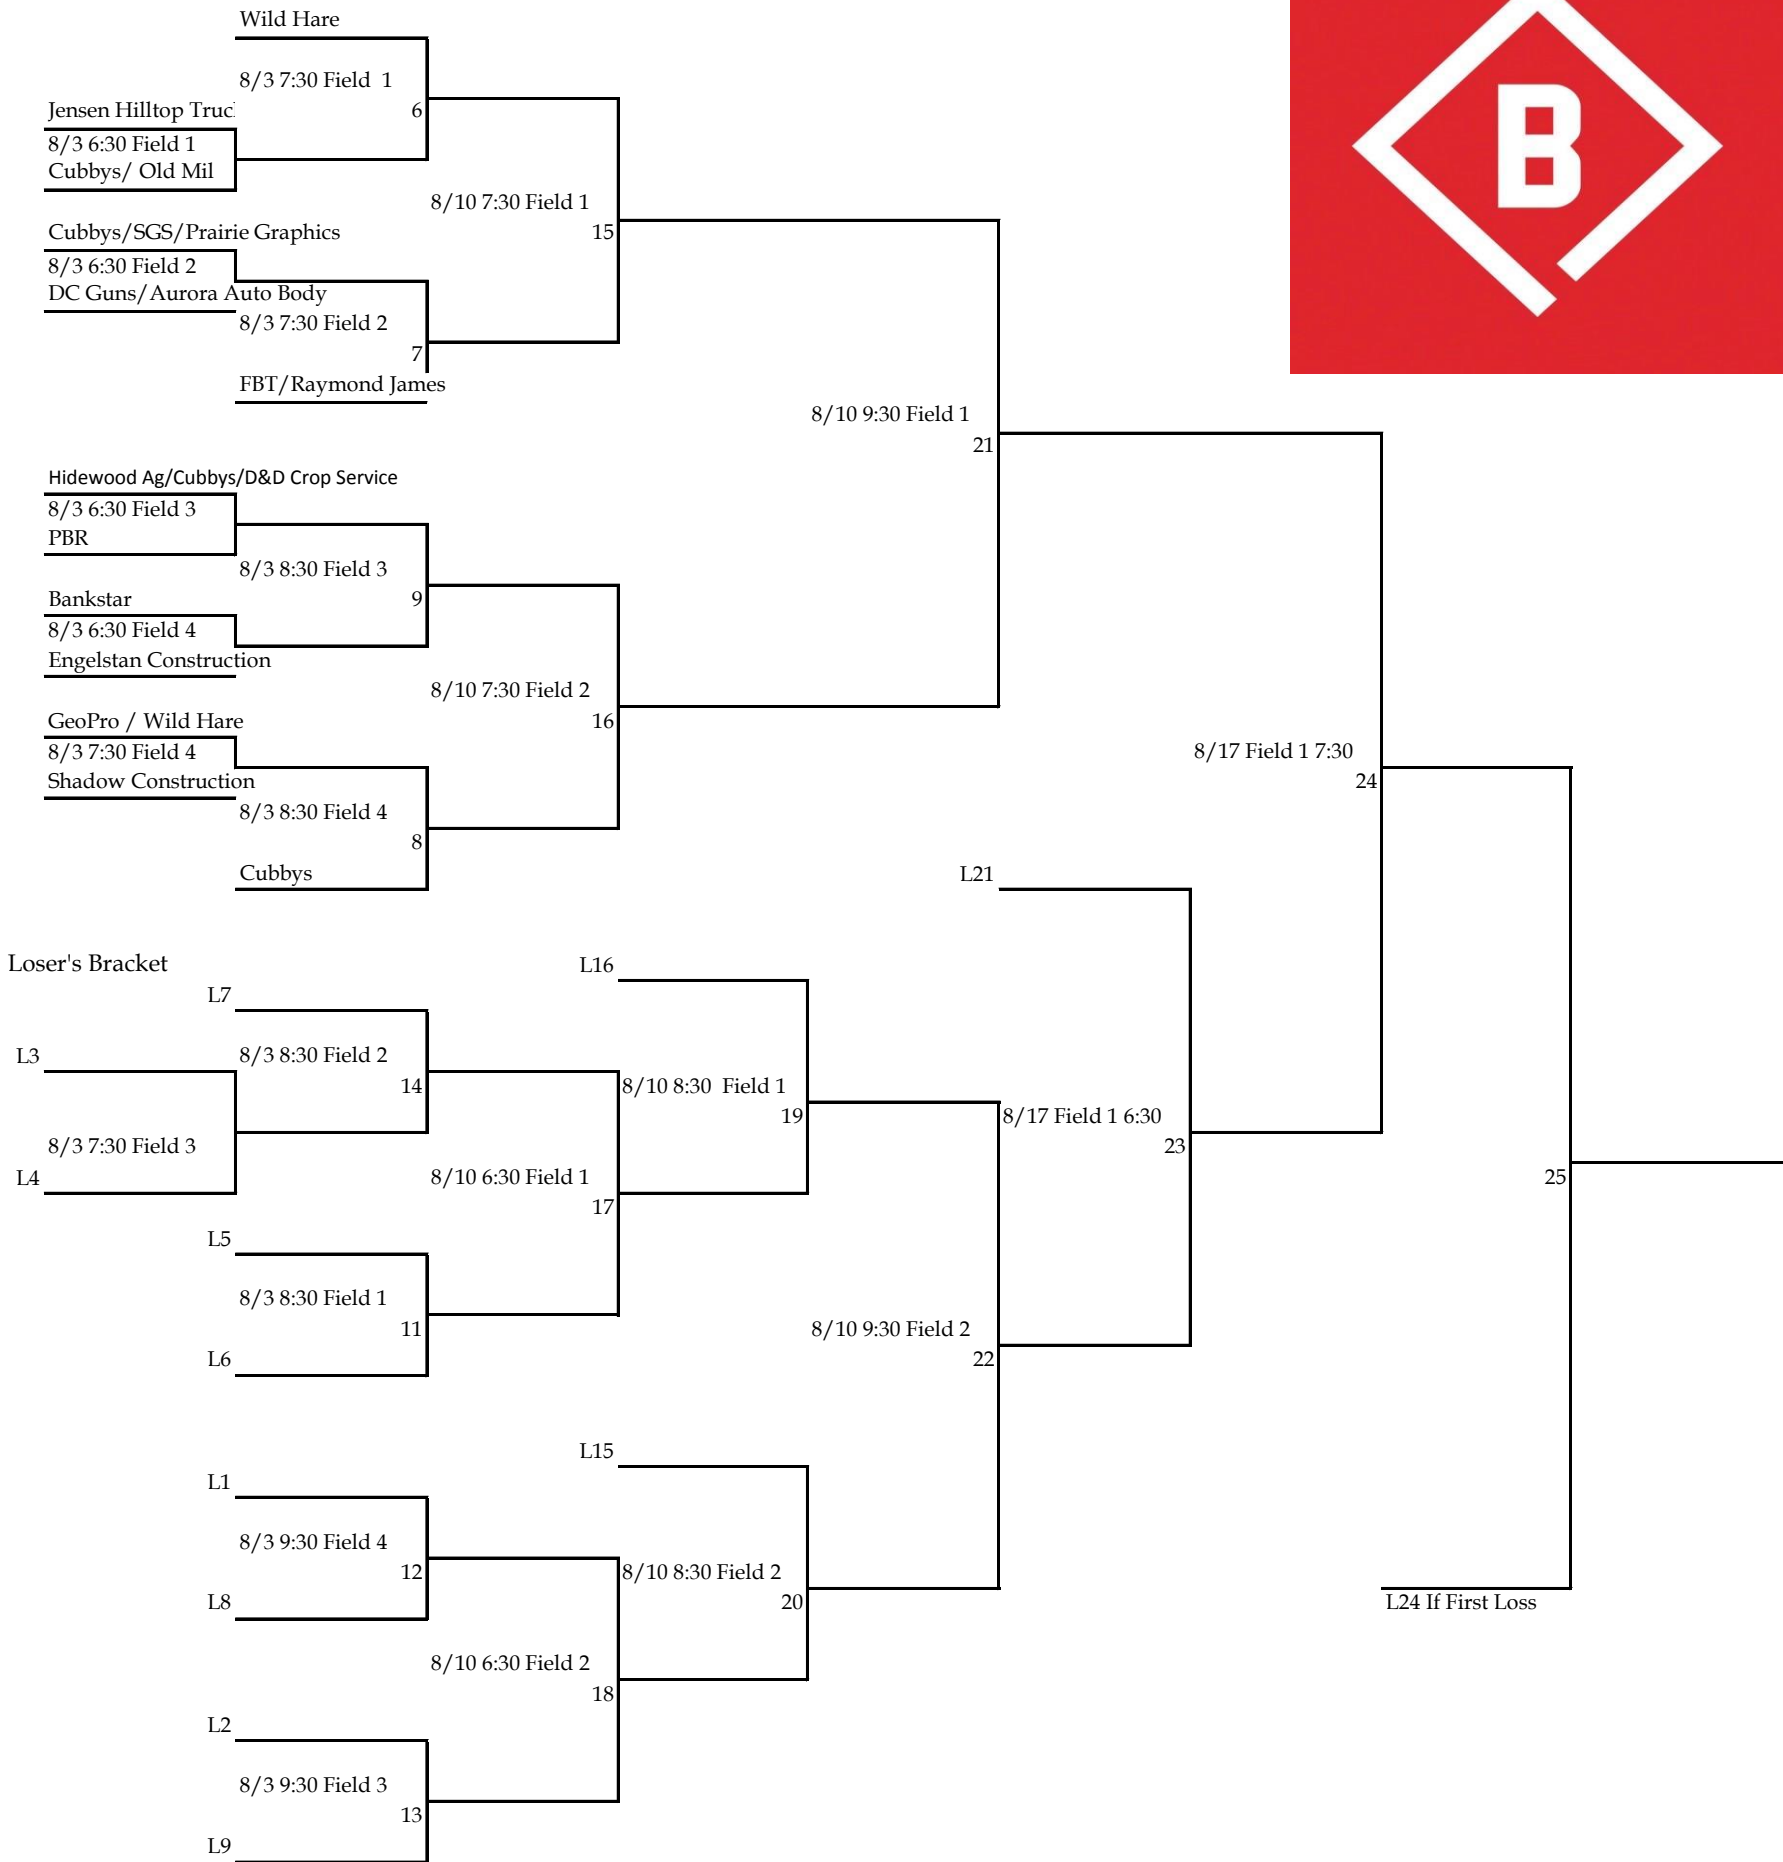 Wild Hare
8/3 7:30 Field 1
6
Jensen Hilltop Truc
8/3 6:30 Field 1
Cubbys/ Old Mil
8/10 7:30 Field 1
15
Cubbys/SGS/Prairie Graphics
8/3 6:30 Field 2
DC Guns/Aurora Auto Body
8/3 7:30 Field 2
7
FBT/Raymond James
8/10 9:30 Field 1
21
Hidewood Ag/Cubbys/D&D Crop Service
8/3 6:30 Field 3
PBR
8/3 8:30 Field 3
9
Bankstar
8/3 6:30 Field 4
Engelstan Construction
8/10 7:30 Field 2
16
GeoPro / Wild Hare
8/3 7:30 Field 4
Shadow Construction
8/3 8:30 Field 4
8
Cubbys
8/17 Field 1 7:30
24
L21
Loser's Bracket
L16
L7
L3
8/3 8:30 Field 2
14
8/3 7:30 Field 3
L4
8/10 8:30 Field 1
19
8/17 Field 1 6:30
23
8/10 6:30 Field 1
17
25
L5
8/3 8:30 Field 1
11
L6
8/10 9:30 Field 2
22
L15
L1
8/3 9:30 Field 4
12
L8
8/10 8:30 Field 2
20
L24 If First Loss
8/10 6:30 Field 2
18
L2
8/3 9:30 Field 3
13
L9
B